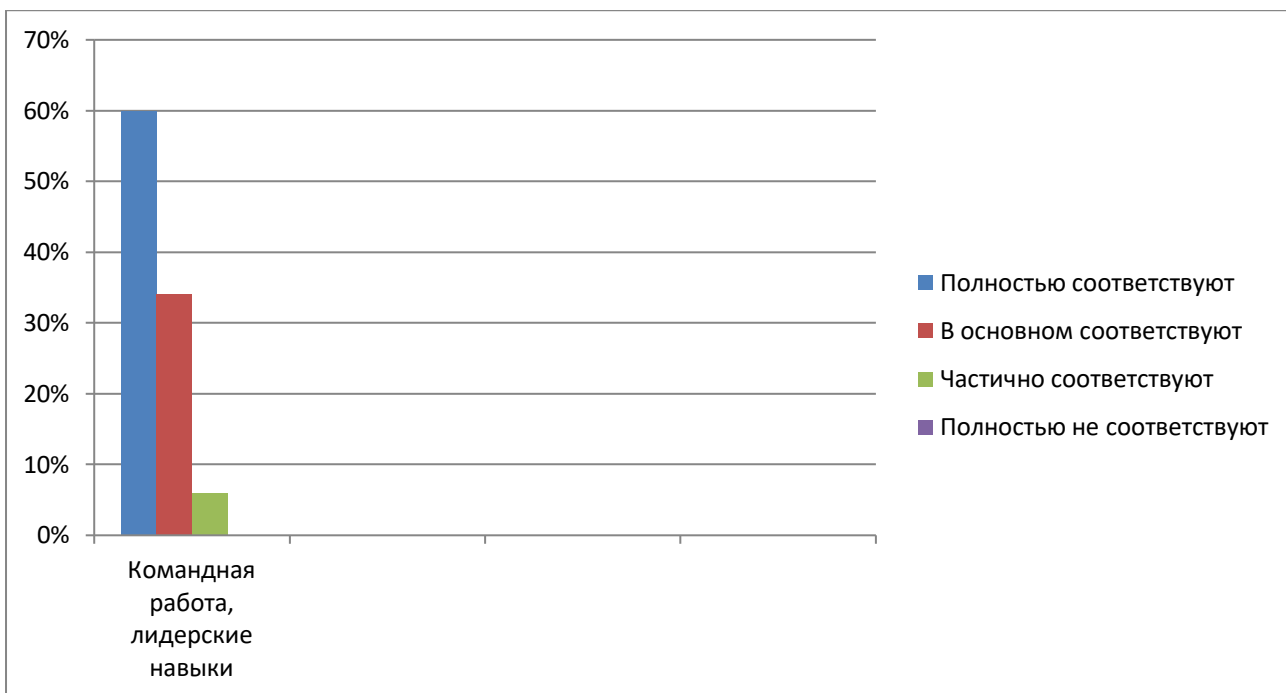 70%
60%
50%
40%
30%
20%
10%
0%
Командная
работа,
лидерские
навыки
Полностью соответствуют
В основном соответствуют
Частично соответствуют
Полностью не соответствуют